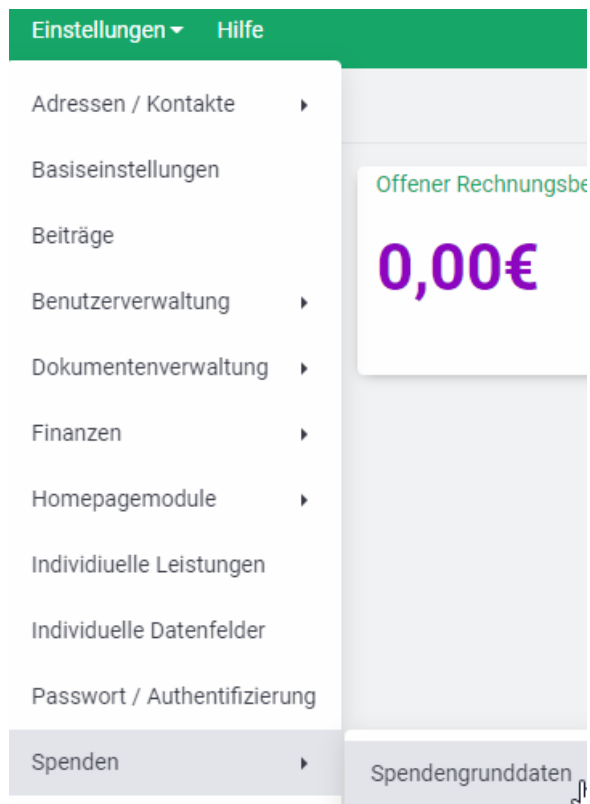 Einstellungen Hilfe
Adressen / Kontakte
Basiseinstellungen
Offener Rechnungsbe
Beiträge
0,00€
Benutzerverwaltung
Dokumentenverwaltung
Finanzen
Homepagemodule
Individiuelle Leistungen
Individuelle Datenfelder
Passwort / Authentifizierung
Spenden
Spendengrunddaten